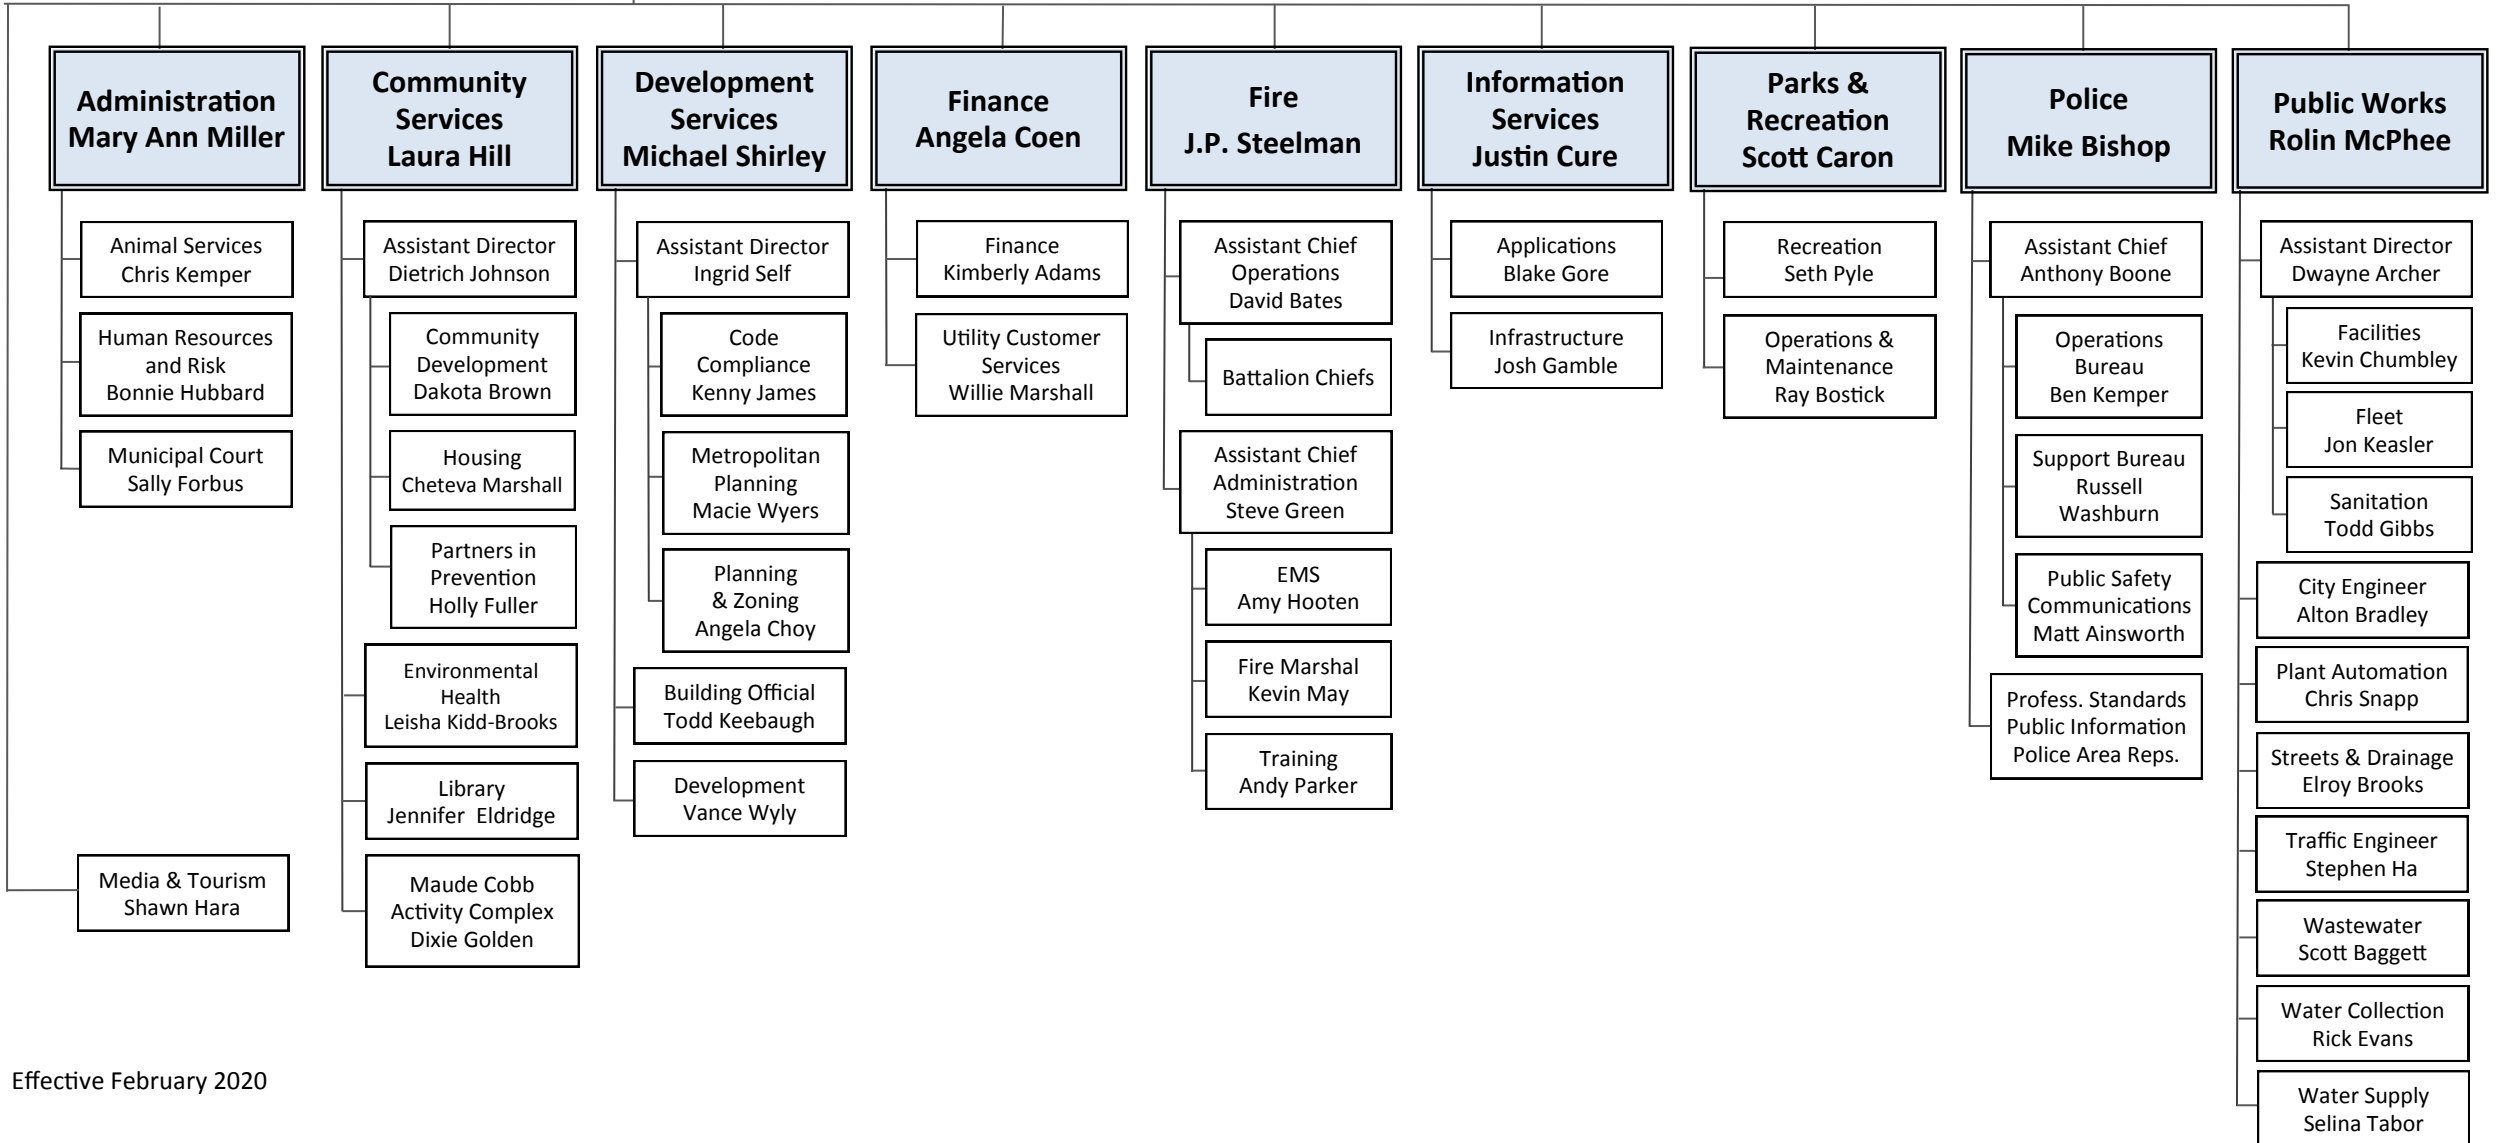 Administration
Mary Ann Miller
Animal Services
Chris Kemper
Human Resources
and Risk
Bonnie Hubbard
Municipal Court
Sally Forbus
Media & Tourism
Shawn Hara
Community
Services
Laura Hill
Assistant Director
Dietrich Johnson
Community
Development
Dakota Brown
Housing
Cheteva Marshall
Partners in
Prevention
Holly Fuller
Environmental
Health
Leisha Kidd-Brooks
Library
Jennifer Eldridge
Maude Cobb
Activity Complex
Dixie Golden
Development
Services
Michael Shirley
Assistant Director
Ingrid Self
Code
Compliance
Kenny James
Metropolitan
Planning
Macie Wyers
Planning
& Zoning
Angela Choy
Building Official
Todd Keebaugh
Development
Vance Wyly
Finance
Angela Coen
Finance
Kimberly Adams
Utility Customer
Services
Willie Marshall
Fire
J.P. Steelman
Assistant Chief
Operations
David Bates
Battalion Chiefs
Assistant Chief
Administration
Steve Green
EMS
Amy Hooten
Fire Marshal
Kevin May
Training
Andy Parker
Information
Services
Justin Cure
Applications
Blake Gore
Infrastructure
Josh Gamble
Parks &
Recreation
Scott Caron
Recreation
Seth Pyle
Operations &
Maintenance
Ray Bostick
Police
Mike Bishop
Assistant Chief
Anthony Boone
Operations
Bureau
Ben Kemper
Support Bureau
Russell
Washburn
Public Safety
Communications
Matt Ainsworth
Profess. Standards
Public Information
Police Area Reps.
Public Works
Rolin McPhee
Assistant Director
Dwayne Archer
Facilities
Kevin Chumbley
Fleet
Jon Keasler
Sanitation
Todd Gibbs
City Engineer
Alton Bradley
Plant Automation
Chris Snapp
Streets & Drainage
Elroy Brooks
Traffic Engineer
Stephen Ha
Wastewater
Scott Baggett
Water Collection
Rick Evans
Water Supply
Selina Tabor
Effective February 2020